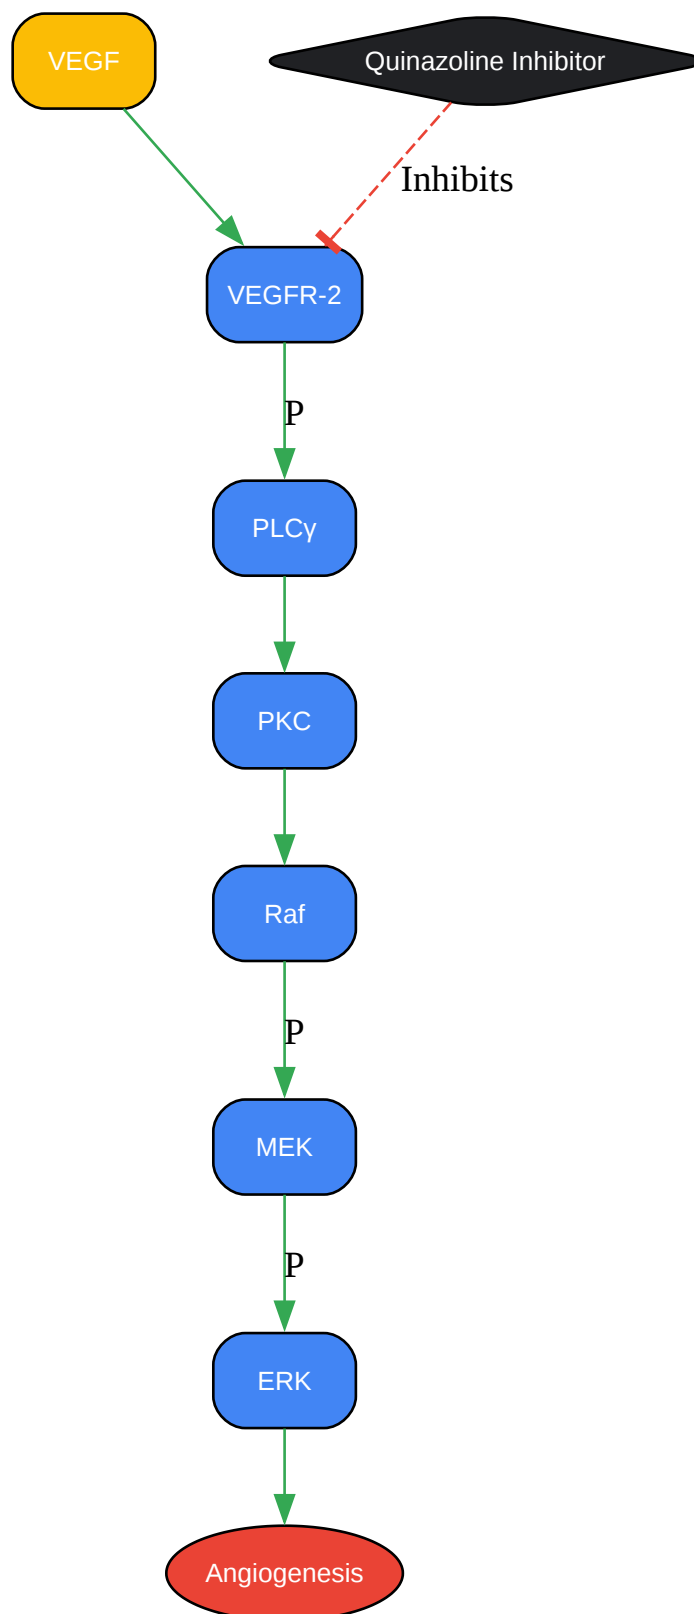 VEGF
Quinazoline Inhibitor
Inhibits
VEGFR-2
P
PLCγ
PKC
Raf
P
MEK
P
ERK
Angiogenesis